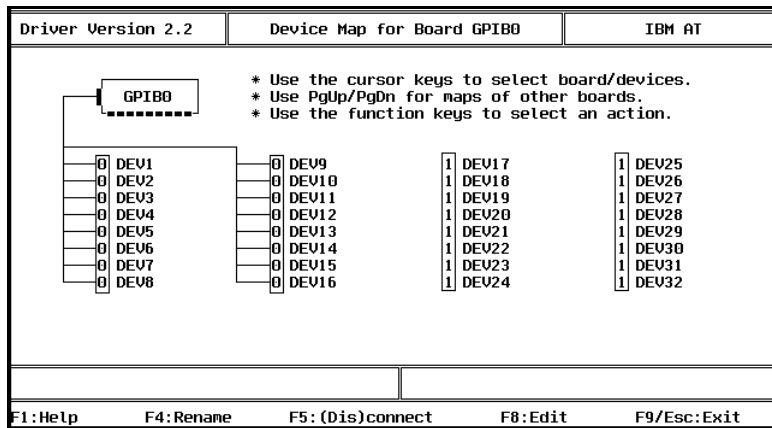 Driver Version 2.2 Device Map for Board GPIB0 IBM AT
GPIB0
* Use the cursor keys to select board/devices.
* Use PgUp/PgDn for maps of other boards.
* Use the function keys to select an action.
0 DEV1 0 DEV9 1 DEV17 1 DEV25
0 DEV2 0 DEV10 1 DEV18 1 DEV26
0 DEV3 0 DEV11 1 DEV19 1 DEV27
0 DEV4 0 DEV12 1 DEV20 1 DEV28
0 DEV5 0 DEV13 1 DEV21 1 DEV29
0 DEV6 0 DEV14 1 DEV22 1 DEV30
0 DEV7 0 DEV15 1 DEV23 1 DEV31
0 DEV8 0 DEV16 1 DEV24 1 DEV32
F1:Help F4:Rename F5:(Dis)connect F8:Edit F9/Esc:Exit